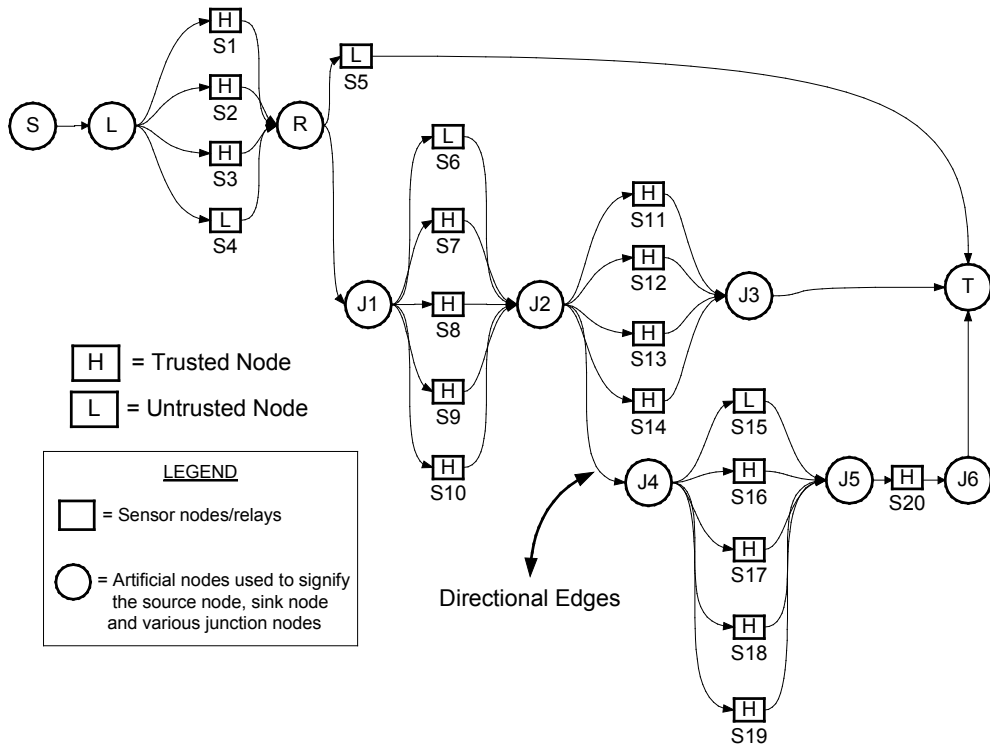 H
S1
H
S2
H
S3
L
S4
S
L
R
L
S5
L
S6
H
S7
H
S8
H
S9
H
S10
J1
J2
H
S11
H
S12
H
S13
H
S14
J3
T
J4
L
S15
H
S16
H
S17
H
S18
H
S19
J5
H
S20
J6
H = Trusted Node
L = Untrusted Node
LEGEND
= Sensor nodes/relays
= Artificial nodes used to signify
the source node, sink node
and various junction nodes
Directional Edges